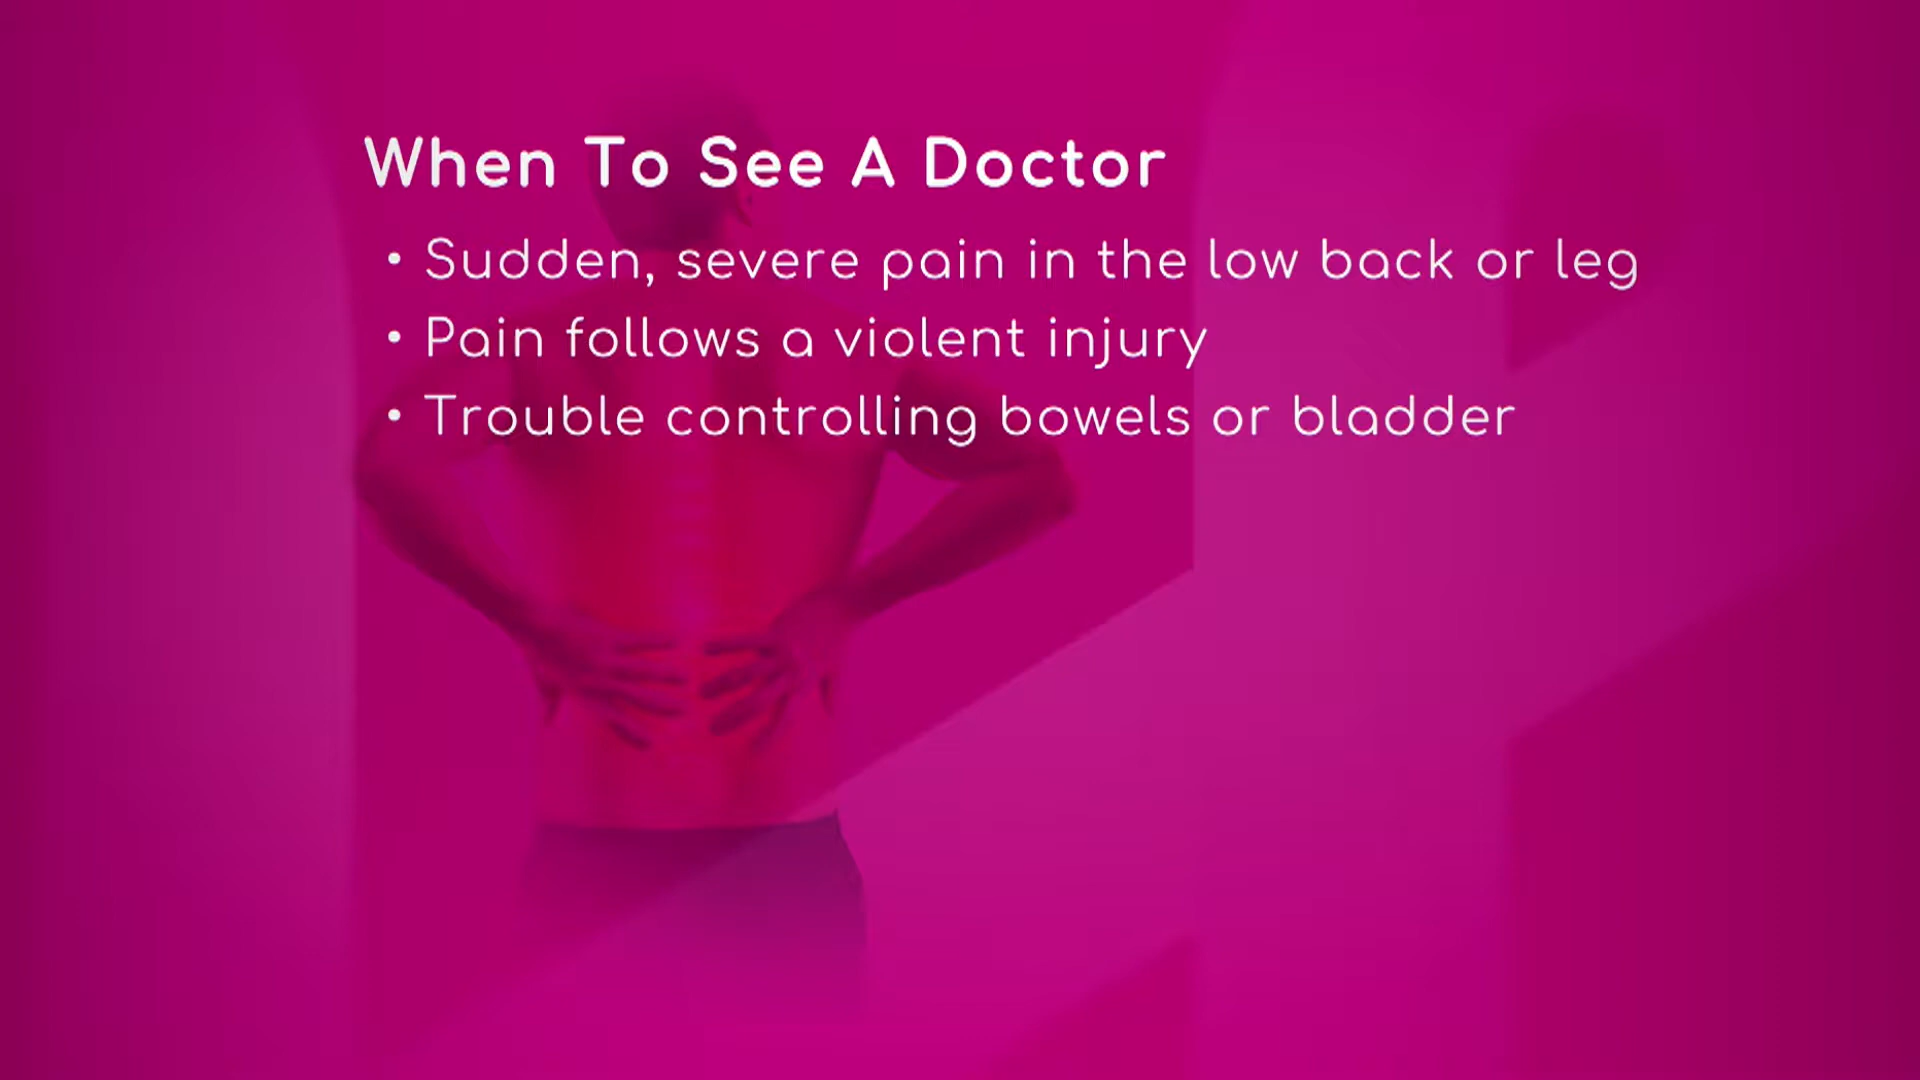 When To See A Doctor
• Sudden, severe pain in the low back or leg
• Pain follows a violent injury
• Trouble controlling bowels or bladder